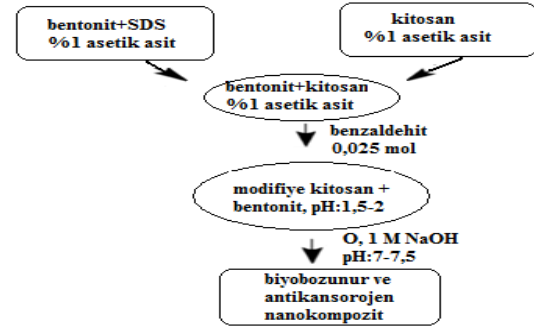 bentonit+SDS
%1 asetik asit
kitosan
%1 asetik asit
bentonit+kitosan
%1 asetik asit
benzaldehit
0,025 mol
modifiye kitosan +
bentonit, pH:1,5-2
O, 1 M NaOH
pH:7-7,5
biyobozunur ve
antikansorojen
nanokompozit